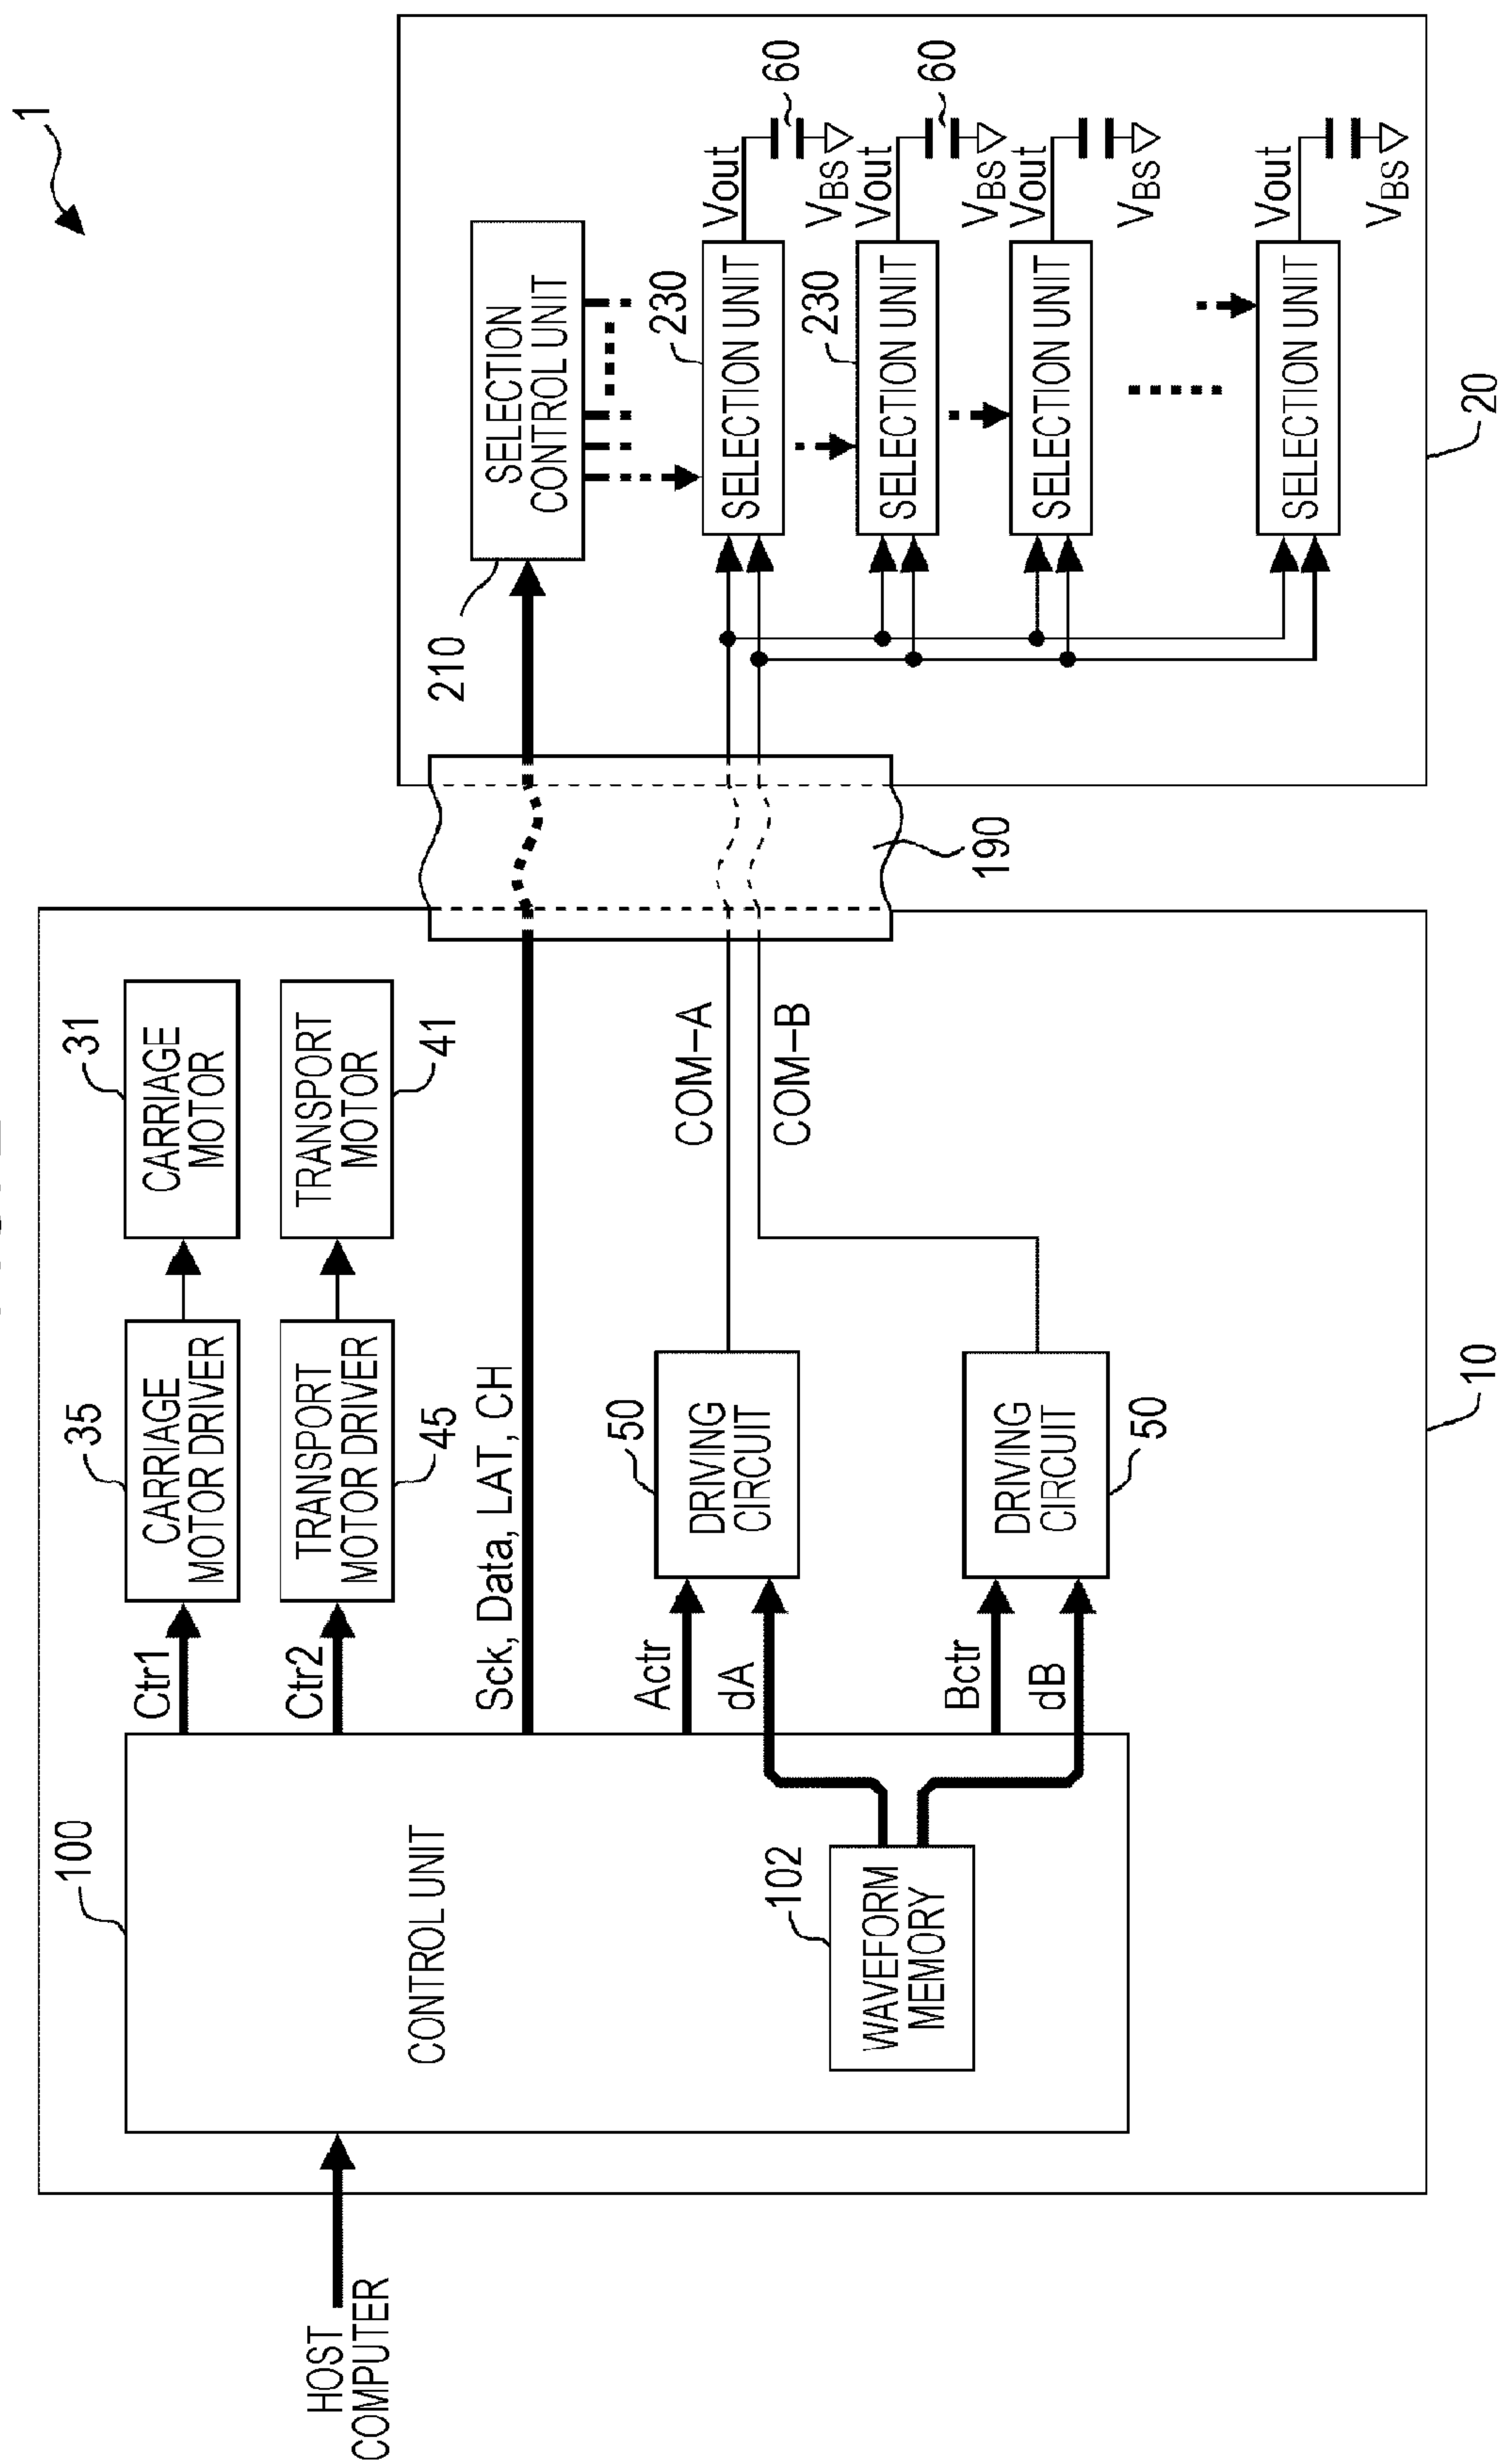 1
HOST
COMPUTER
100
CONTROL UNIT
102
WAVEFORM
MEMORY
Ctr1
Ctr2
Sck, Data, LAT, CH
Actr
dA
Bctr
dB
35
CARRIAGE
MOTOR DRIVER
31
CARRIAGE
MOTOR
TRANSPORT
MOTOR DRIVER
45
TRANSPORT
MOTOR
41
50
DRIVING
CIRCUIT
DRIVING
CIRCUIT
50
COM-A
COM-B
10
190
210
SELECTION
CONTROL UNIT
230
SELECTION UNIT
Vout
60
VBS
230
SELECTION UNIT
Vout
60
VBS
SELECTION UNIT
Vout
VBS
SELECTION UNIT
Vout
VBS
20